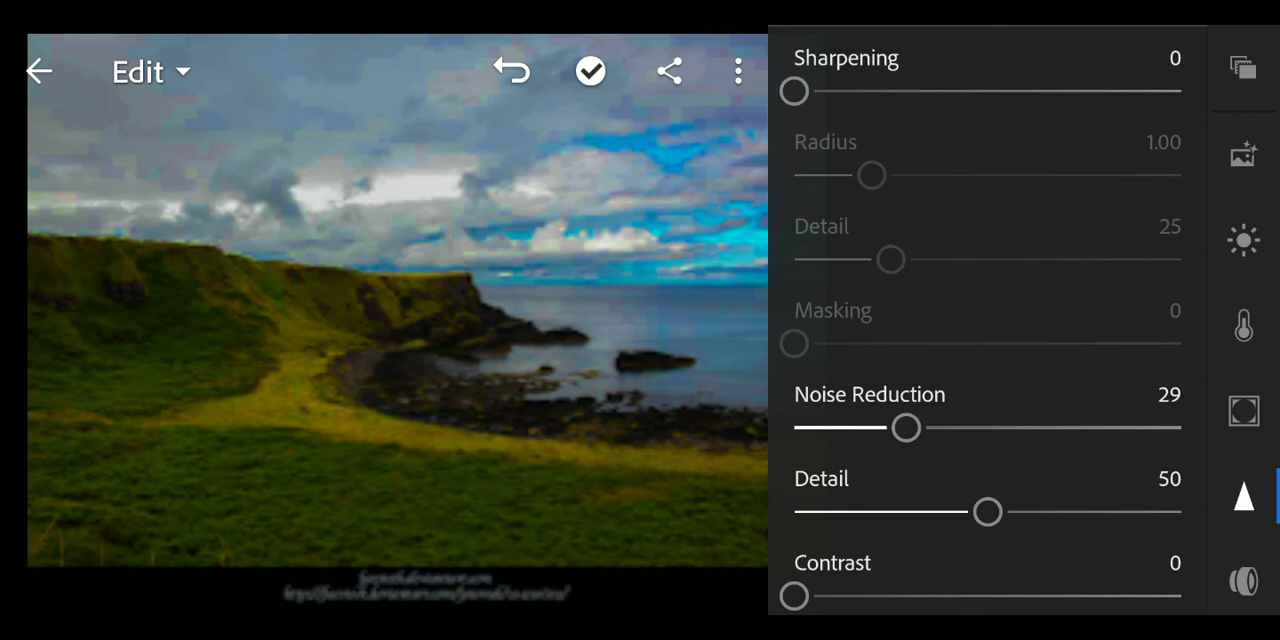 Edit
Sharpening 0
Radius 1.00
Detail 25
Masking 0
Noise Reduction 29
Detail 50
Contrast 0